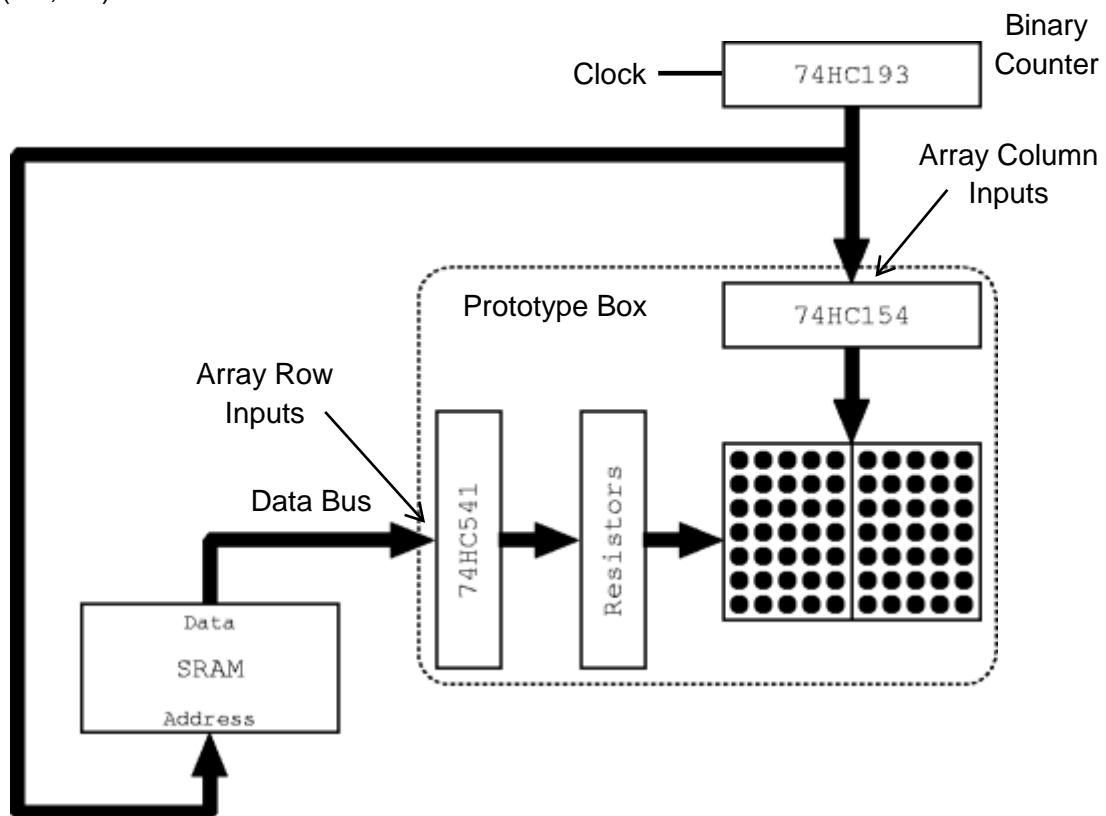 Binary
Counter
Clock
74HC193
Array Column
Inputs
Prototype Box
74HC154
Array Row
Inputs
Data Bus
74HC541
Resistors
Data
SRAM
Address